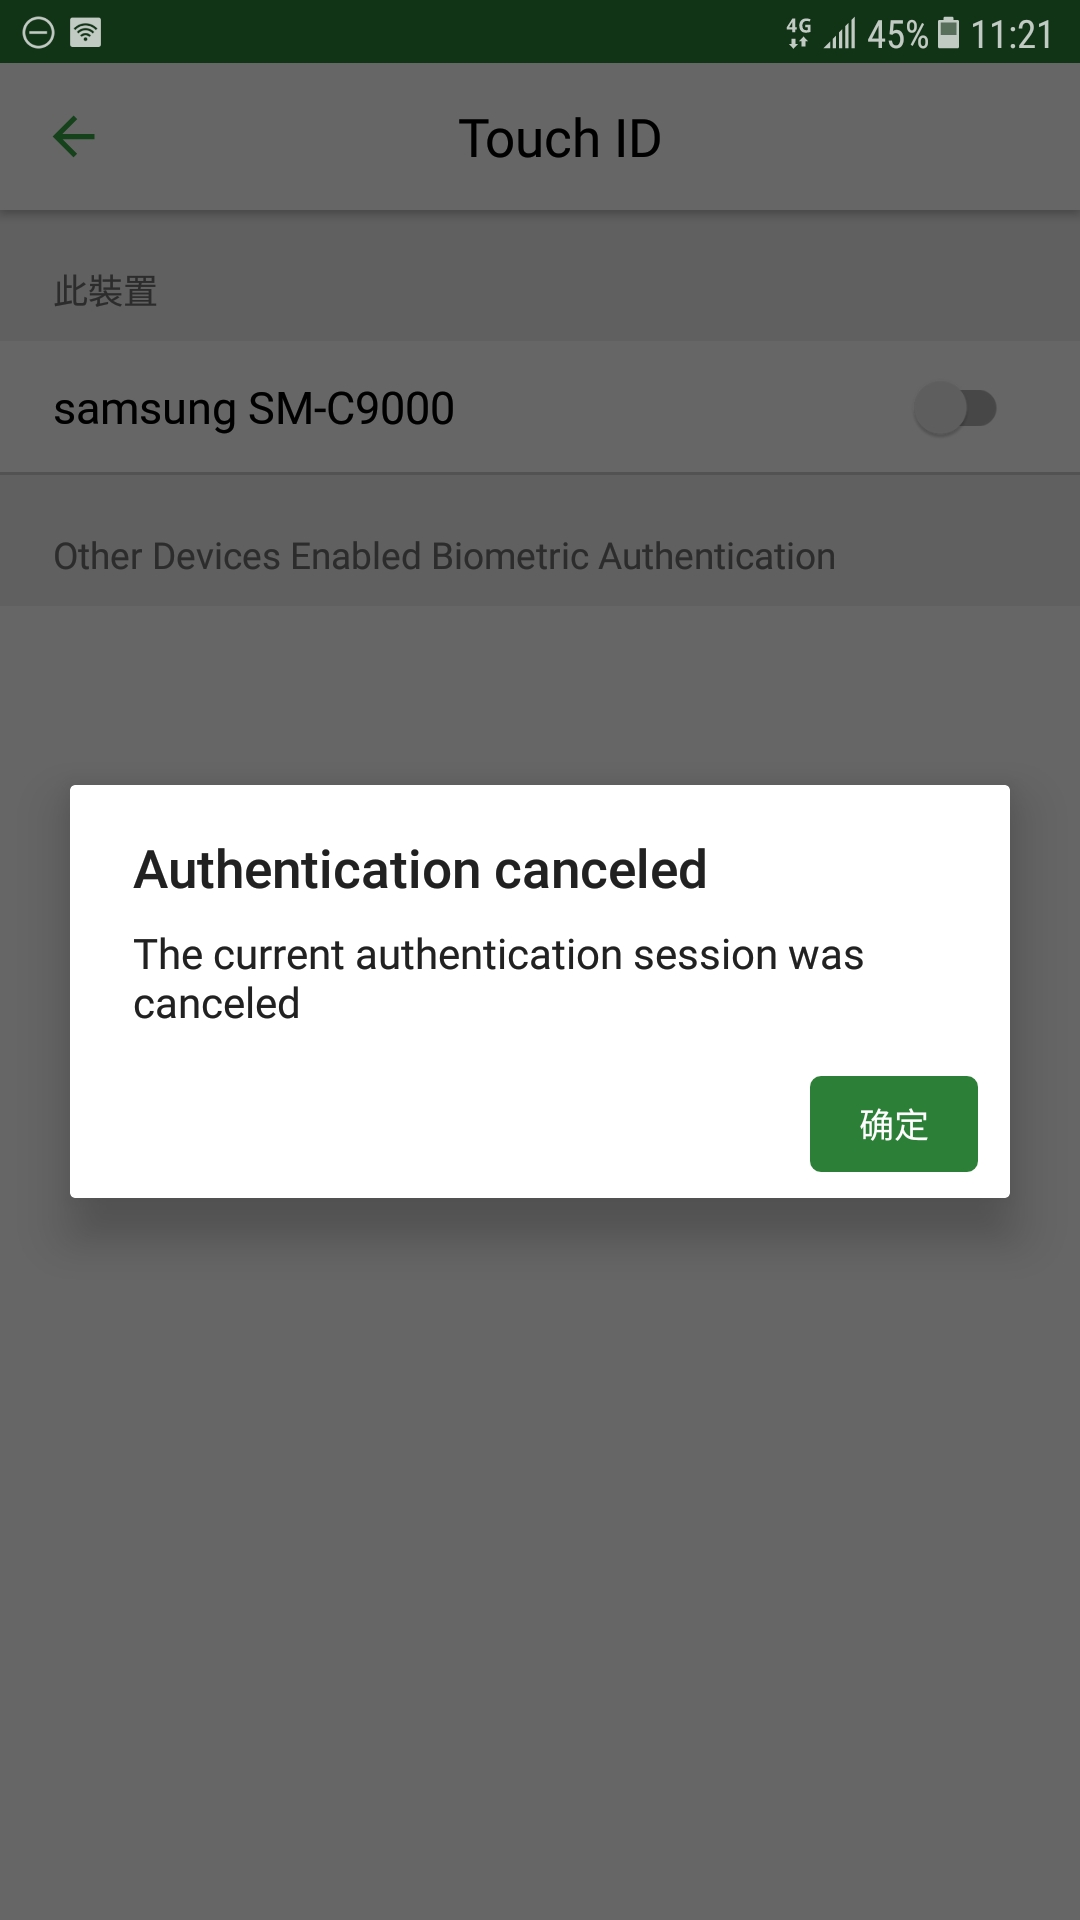 4G 45% 11:21
Touch ID
此裝置
samsung SM-C9000
Other Devices Enabled Biometric Authentication
Authentication canceled
The current authentication session was
canceled
确定